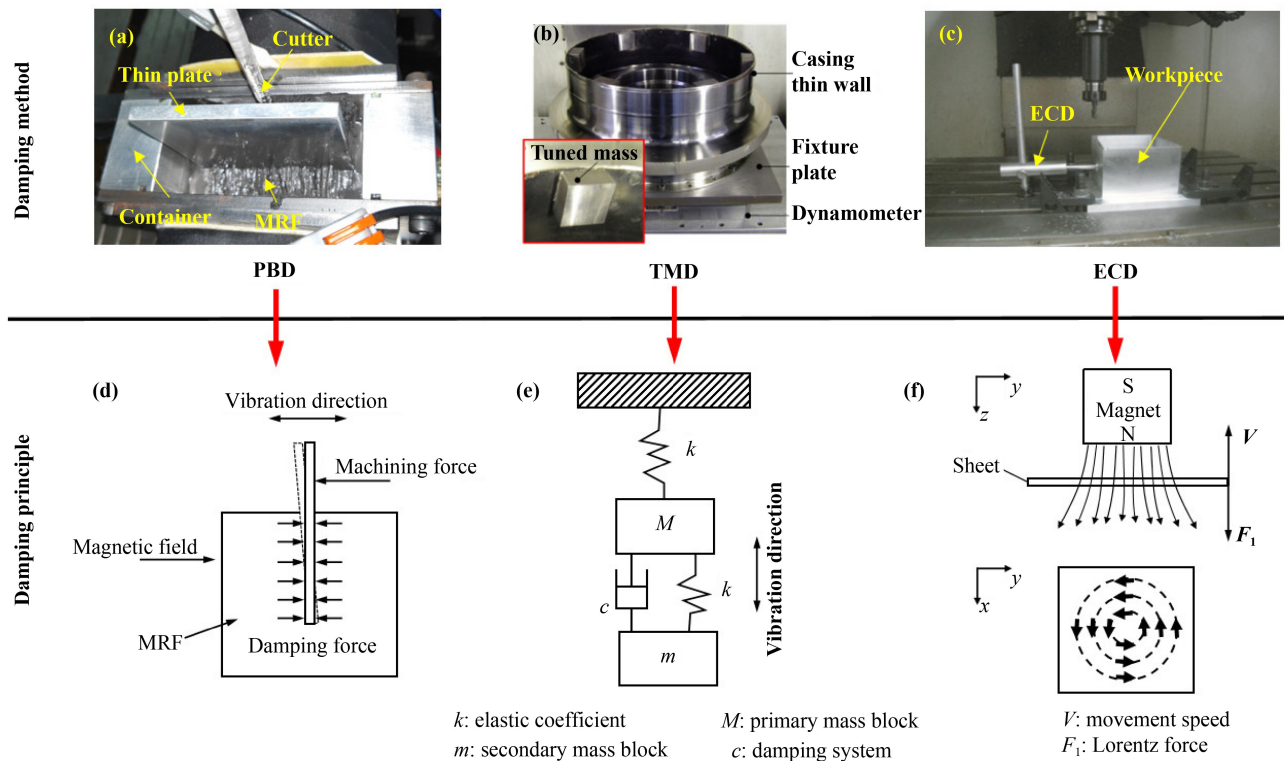 Damping method
(a)
Cutter
Thin plate
Container
MRF
(b)
Casing
thin wall
Tuned mass
Fixture
plate
Dynamometer
(c)
Workpiece
ECD
PBD
TMD
ECD
Damping principle
(d)
Vibration direction
Machining force
Magnetic field
MRF
Damping force
(e)
k
M
c
k
m
Vibration direction
(f)
y
z
S
Magnet
N
Sheet
V
F₁
y
x
k: elastic coefficient
M: primary mass block
V: movement speed
m: secondary mass block
c: damping system
F₁: Lorentz force